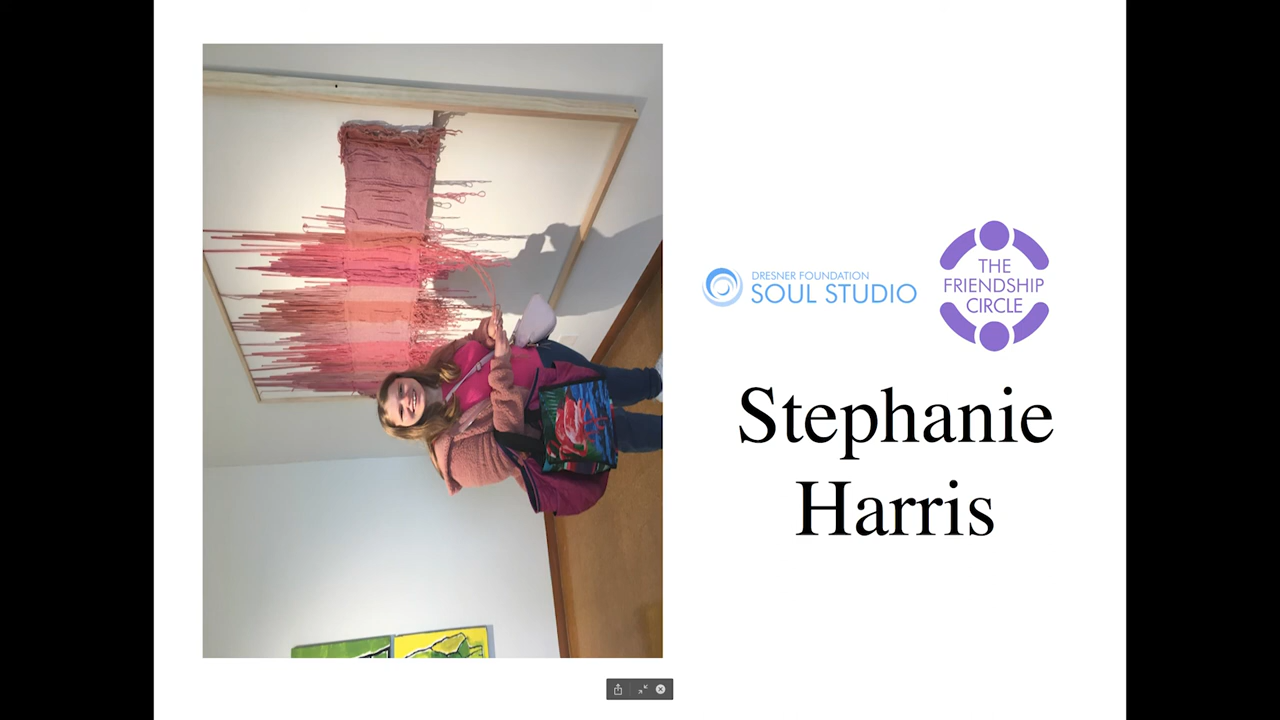 DRESNER FOUNDATION
SOUL STUDIO
THE
FRIENDSHIP
CIRCLE
Stephanie
Harris